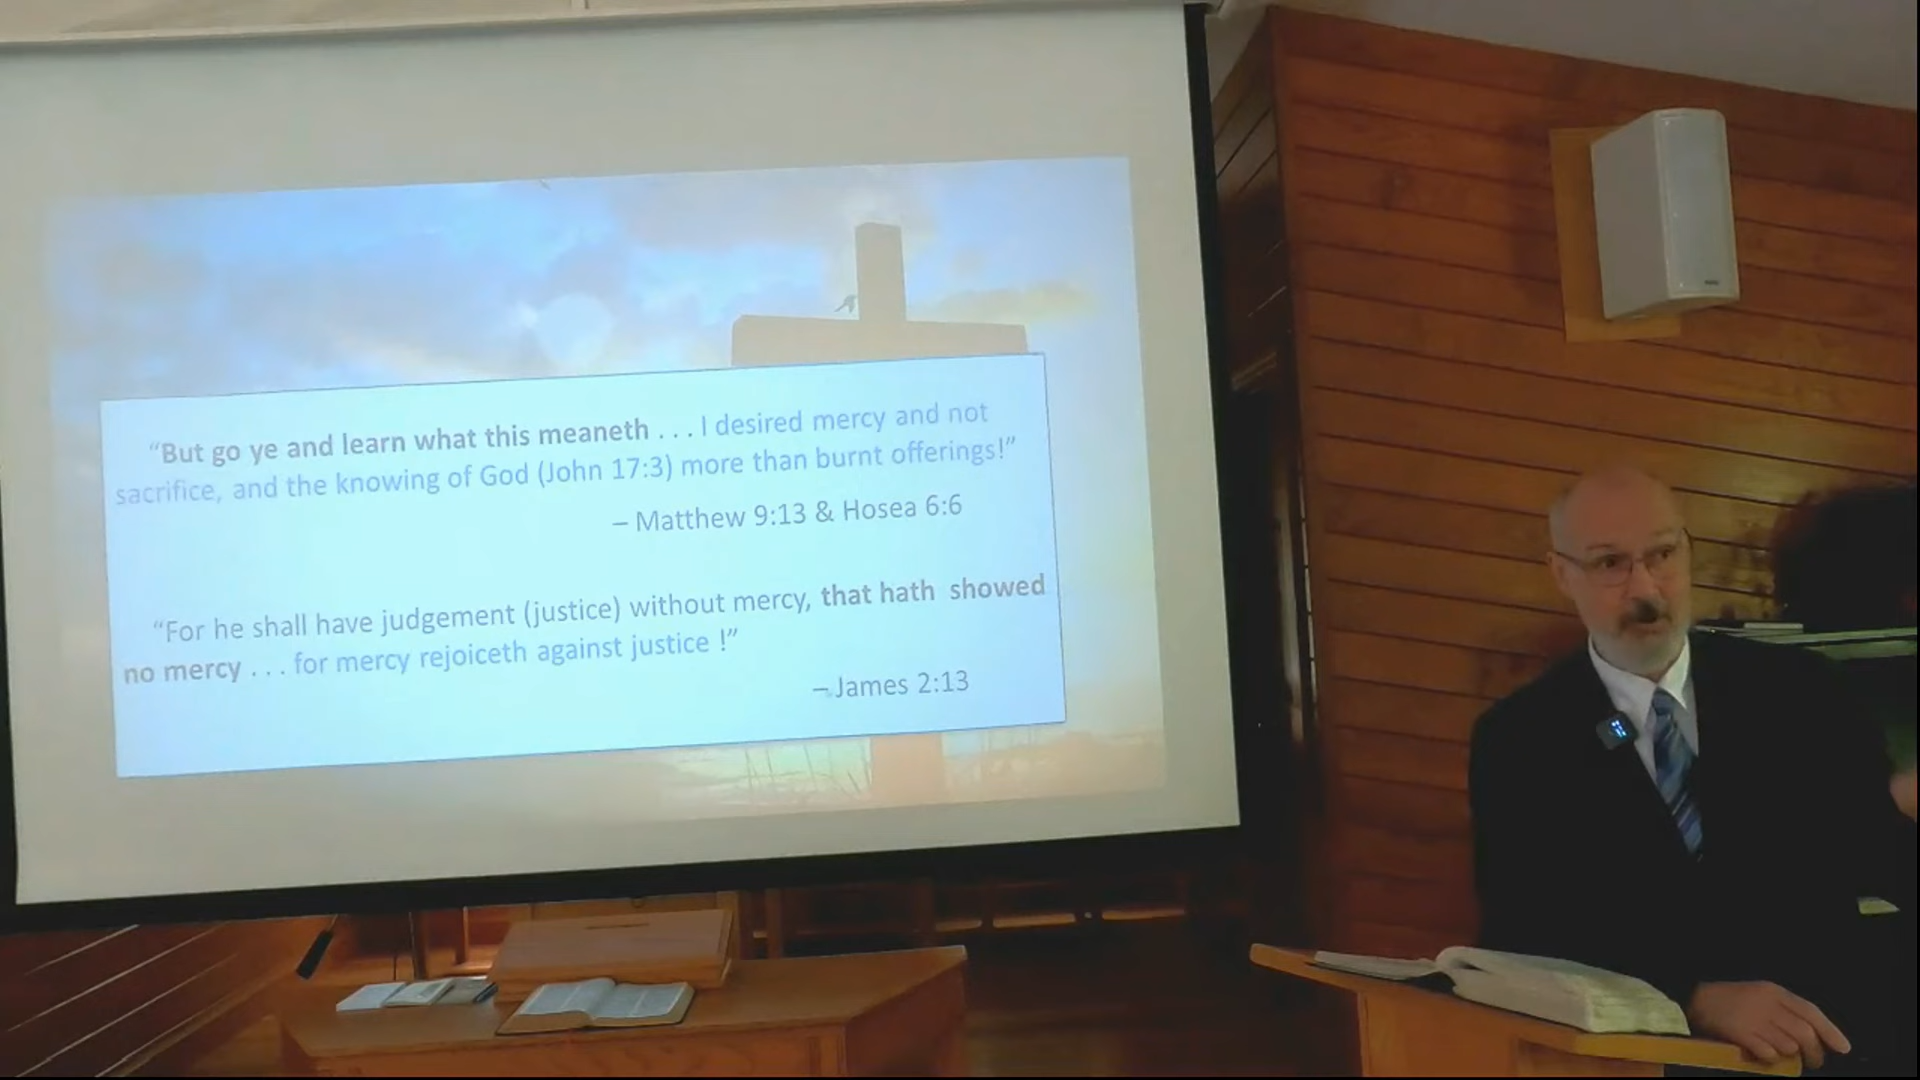 “But go ye and learn what this meaneth . . . I desired mercy and not
sacrifice, and the knowing of God (John 17:3) more than burnt offerings!”
– Matthew 9:13 & Hosea 6:6
“For he shall have judgement (justice) without mercy, that hath showed
no mercy . . . for mercy rejoiceth against justice !”
– James 2:13